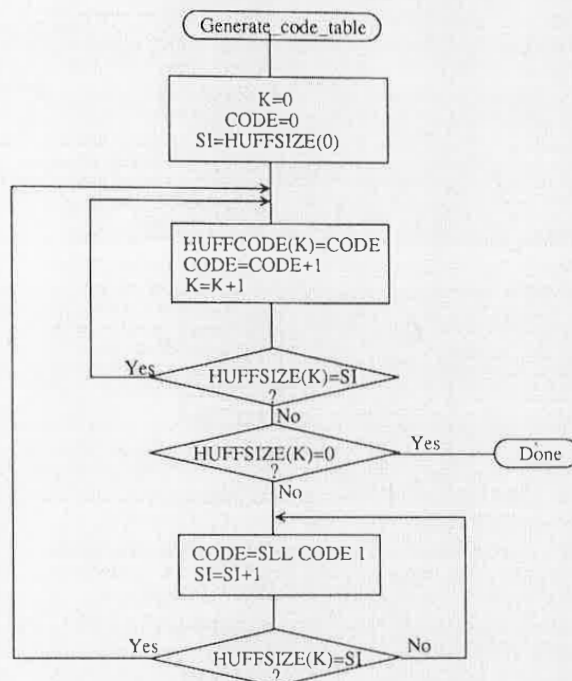 Generate_code_table
K=0
CODE=0
SI=HUFFSIZE(0)
HUFFCODE(K)=CODE
CODE=CODE+1
K=K+1
Yes
HUFFSIZE(K)=SI
?
No
HUFFSIZE(K)=0
?
Yes
Done
No
CODE=SLL CODE 1
SI=SI+1
Yes
HUFFSIZE(K)=SI
?
No